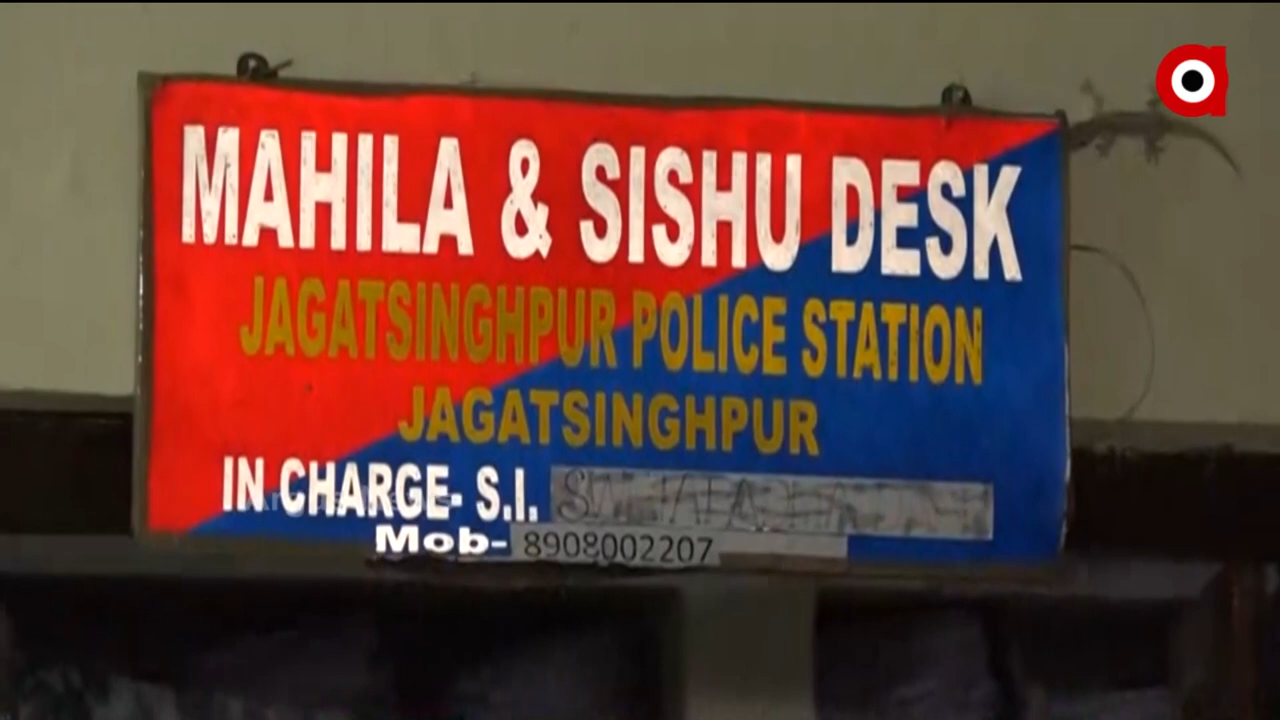 MAHILA & SISHU DESK
JAGATSINGHPUR POLICE STATION
JAGATSINGHPUR
IN CHARGE- S.I.
Mob- 8908002207